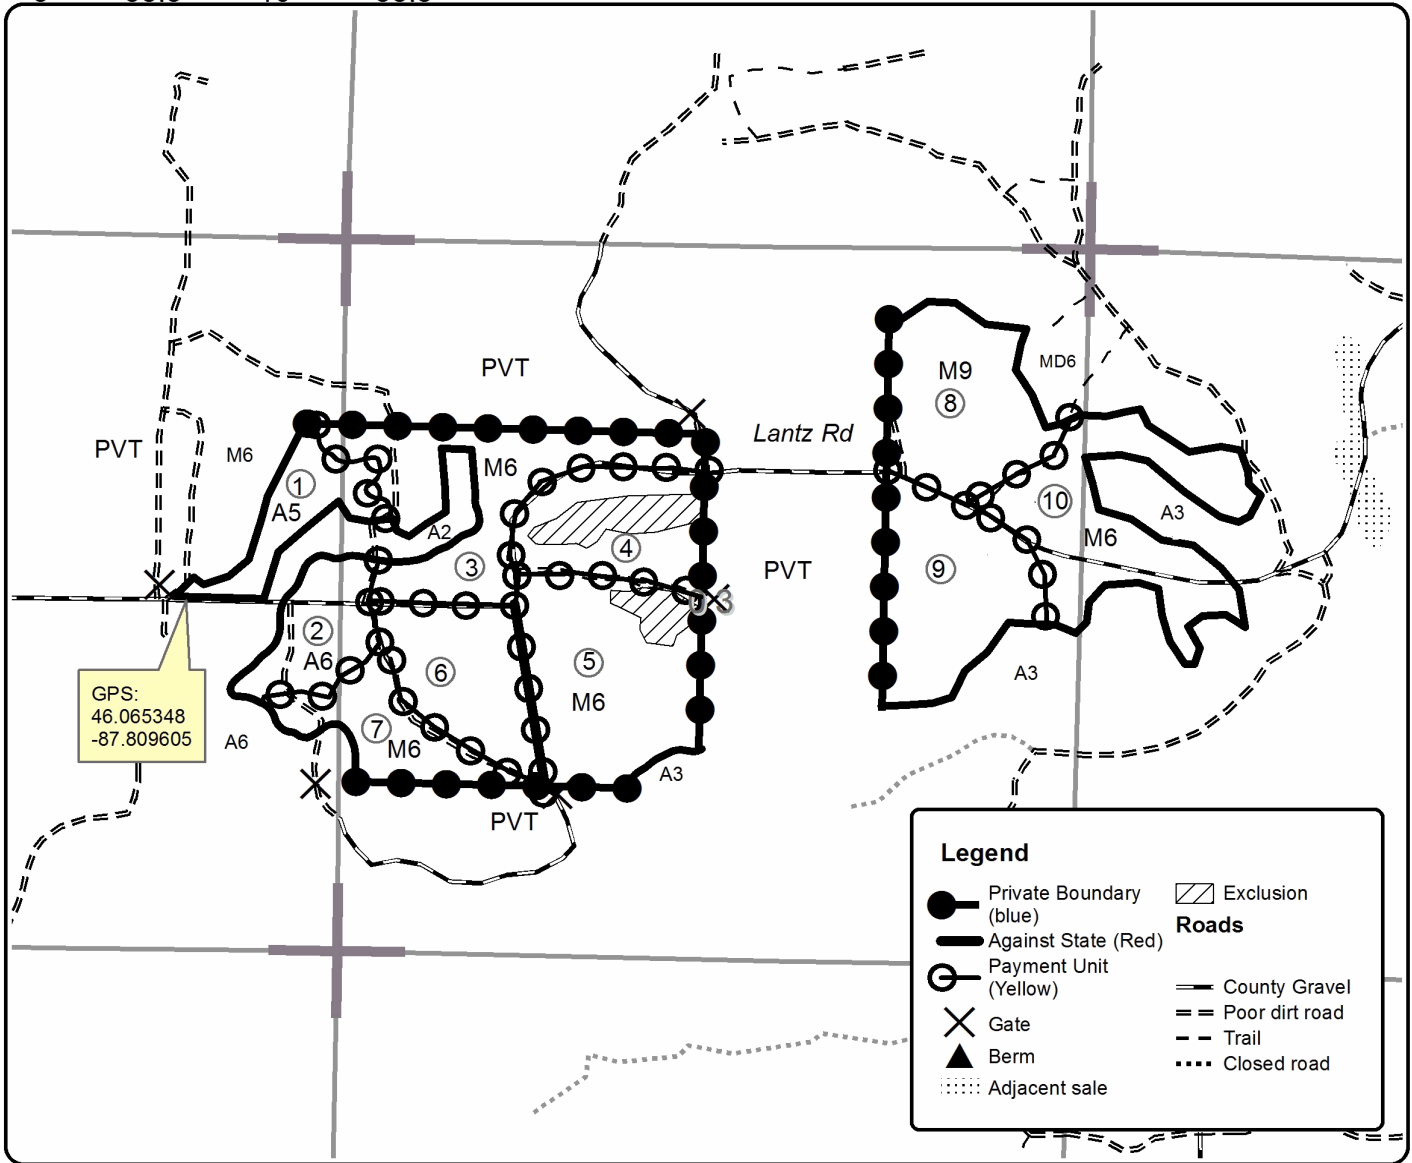 PVT
M9
MD6
8
Lantz Rd
PVT
M6
M6
1
A5
A2
10
A3
M6
4
3
PVT
9
3
2
A6
5
6
M6
A3
GPS:
46.065348
-87.809605
7
M6
A6
A3
PVT
Legend
Private Boundary
(blue)
Against State (Red)
Payment Unit
(Yellow)
Gate
Berm
Adjacent sale
Exclusion
Roads
County Gravel
Poor dirt road
Trail
Closed road